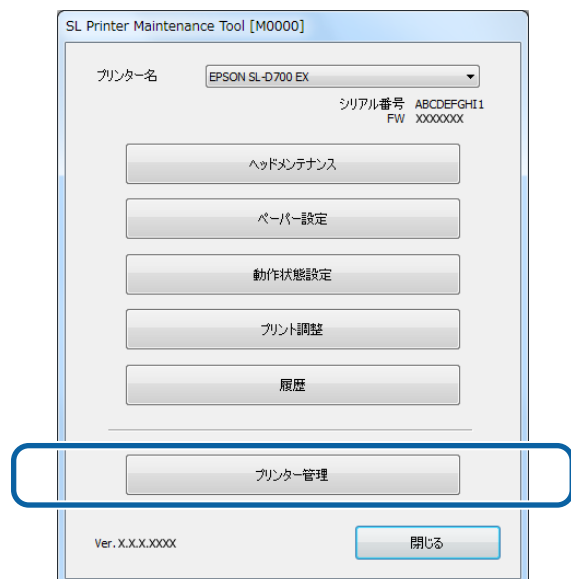 SL Printer Maintenance Tool [M0000]
プリンター名 EPSON SL-D700 EX
シリアル番号 ABCDEFGHI1
FW XXXXXXX
ヘッドメンテナンス
ペーパー設定
動作状態設定
プリント調整
履歴
プリンター管理
Ver.X.X.X.XXXX 閉じる